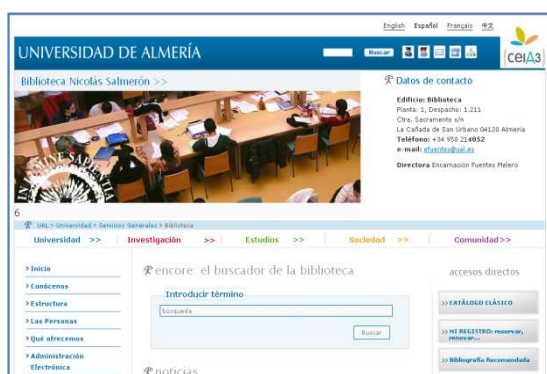 English Español Français 中文
UNIVERSIDAD DE ALMERÍA
Buscar
ceiA3
Biblioteca Nicolás Salmerón >>
Datos de contacto
Edificio: Biblioteca
Planta: 1, Despacho: 1.211
Ctra. Sacramento s/n
La Cañada de San Urbano 04120 Almería
Teléfono: +34 950 214052
e-mail: efuentes@ual.es
Directora Encarnación Fuentes Melero
IN LUMINE SAPIENTIA
6
UAL > Universidad > Servicios Generales > Biblioteca
Universidad >> Investigación >> Estudios >> Sociedad >> Comunidad >>
> Inicio
> Conócenos
> Estructura
> Las Personas
> Qué ofrecemos
> Administración
Electrónica
encore: el buscador de la biblioteca
Introducir término
búsqueda
Buscar
noticias
accesos directos
>> CATÁLOGO CLÁSICO
>> MI REGISTRO: reservar,
renovar...
>> Bibliografía Recomendada